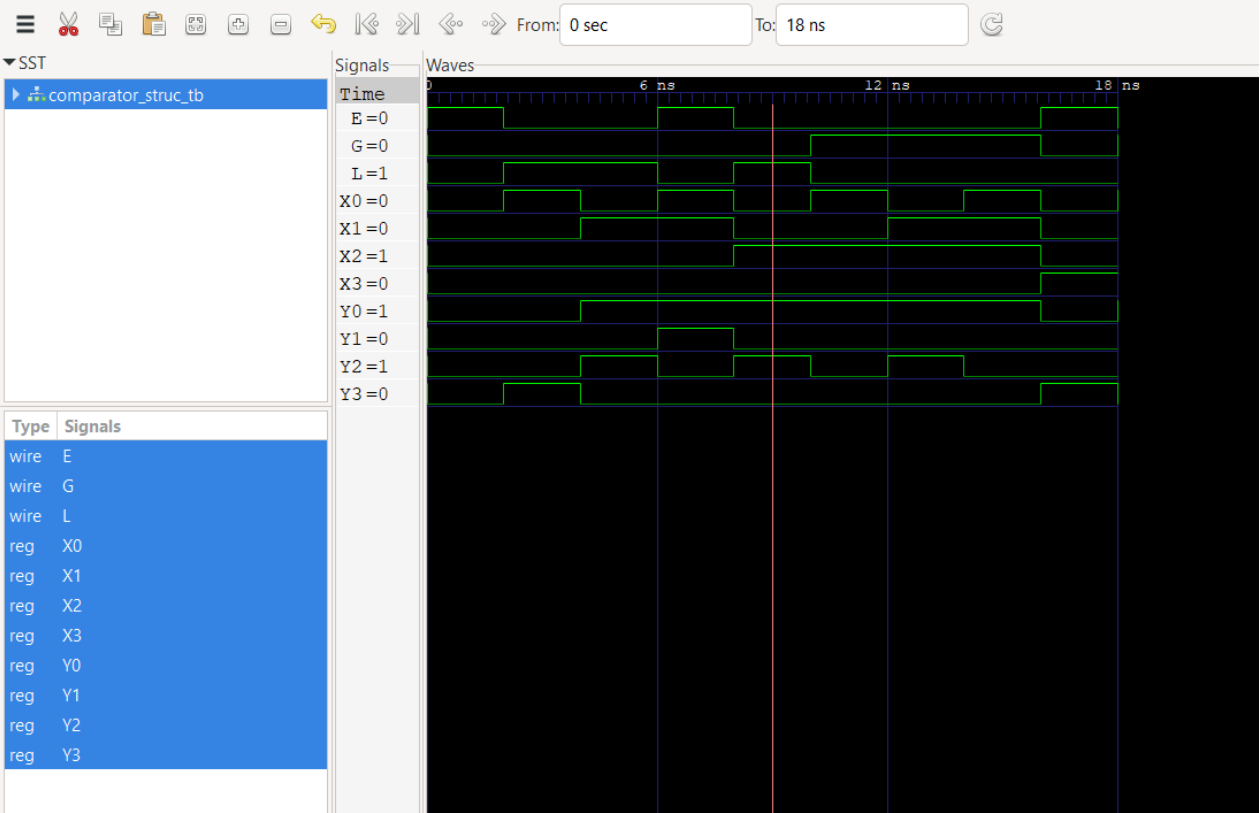 From: 0 sec To: 18 ns
SST
comparator_struc_tb
Type Signals
wire E
wire G
wire L
reg X0
reg X1
reg X2
reg X3
reg Y0
reg Y1
reg Y2
reg Y3
Signals
Time
E=0
G=0
L=1
X0=0
X1=0
X2=1
X3=0
Y0=1
Y1=0
Y2=1
Y3=0
Waves
0 6 ns 12 ns 18 ns